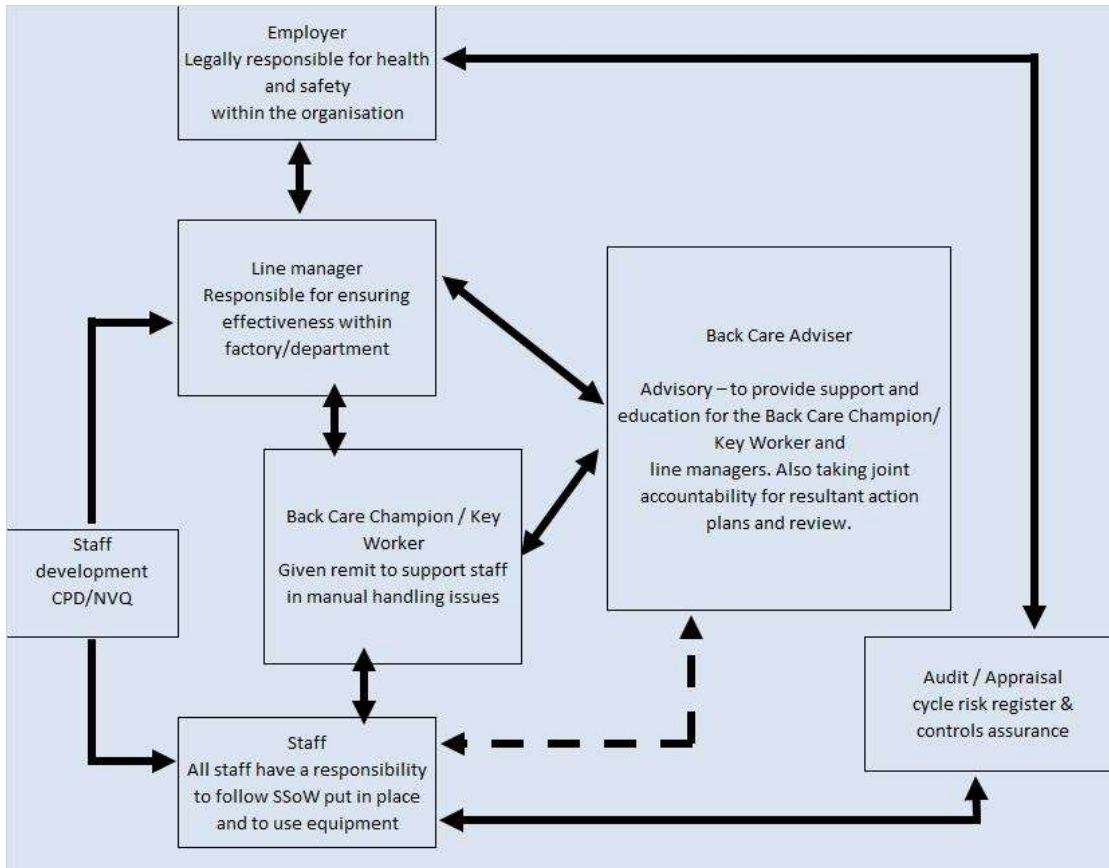 Employer
Legally responsible for health
and safety
within the organisation
Line manager
Responsible for ensuring
effectiveness within
factory/department
Back Care Adviser
Advisory – to provide support and
education for the Back Care Champion/
Key Worker and
line managers. Also taking joint
accountability for resultant action
plans and review.
Back Care Champion / Key
Worker
Given remit to support staff
in manual handling issues
Staff
development
CPD/NVQ
Audit / Appraisal
cycle risk register &
controls assurance
Staff
All staff have a responsibility
to follow SSoW put in place
and to use equipment